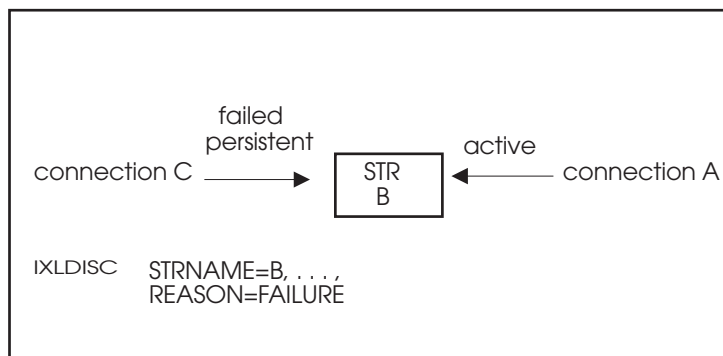 failed
persistent
active
connection C
STR
B
connection A
IXLDISC STRNAME=B, . . . ,
REASON=FAILURE